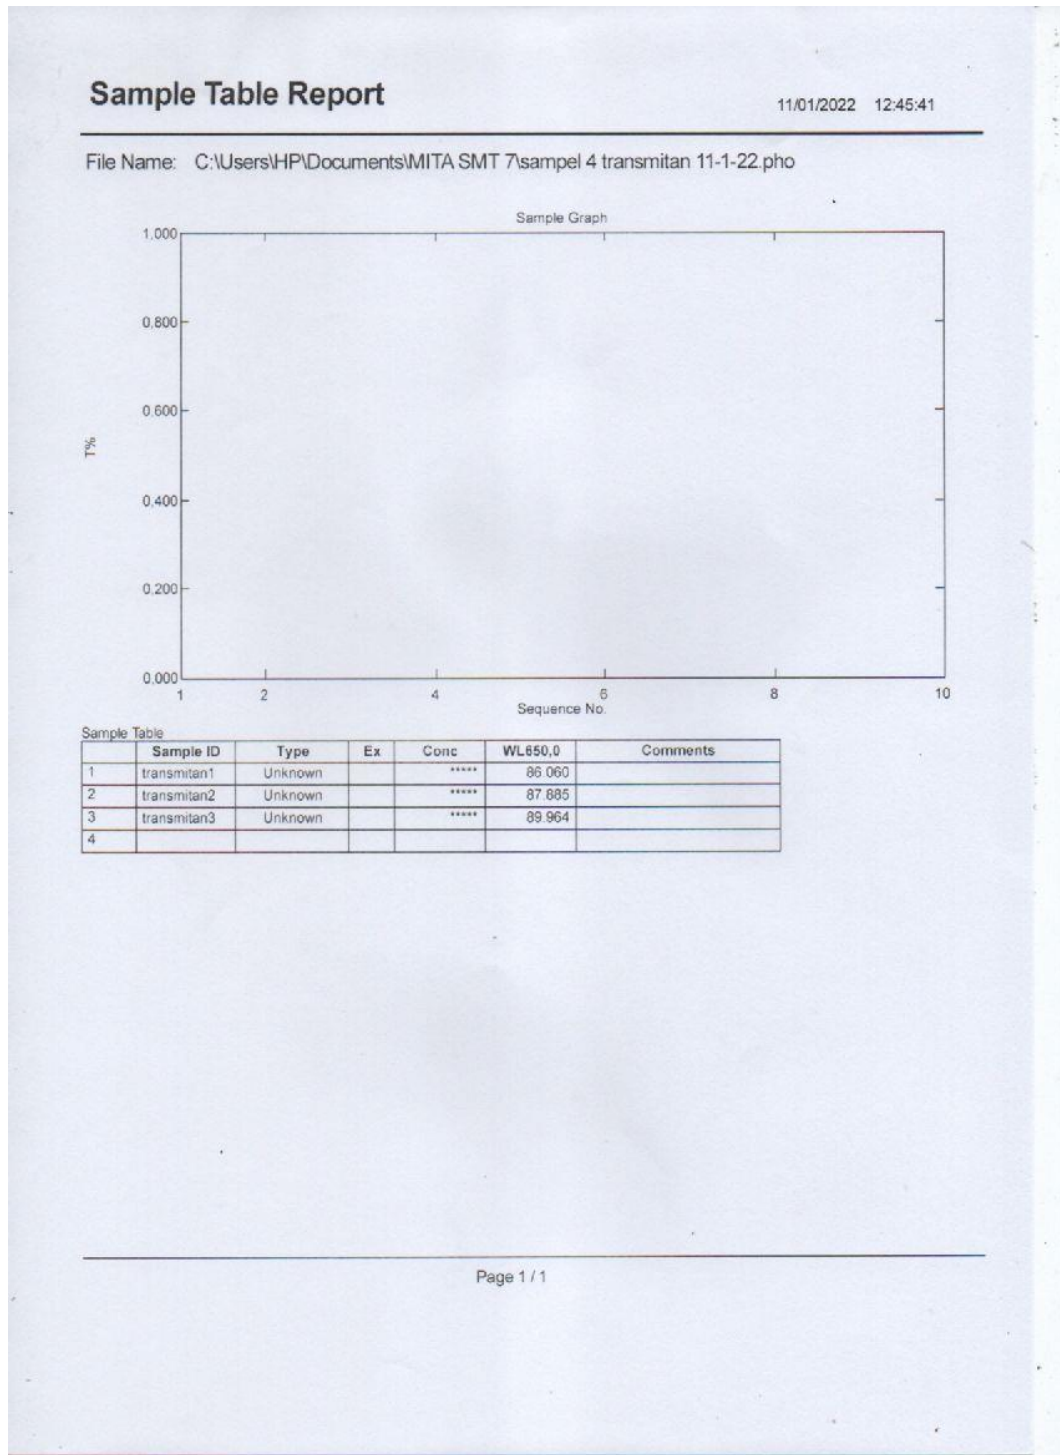 Sample Table Report
11/01/2022 12:45:41
File Name: C:\Users\HP\Documents\MITA SMT 7\sampel 4 transmitan 11-1-22.pho
Sample Graph
1.000
0.800
0.600
T%
0.400
0.200
0.000
1 2 4 6 8 10
Sequence No.
Sample Table
Sample ID Type Ex Conc WL650,0 Comments
1 transmitan1 Unknown ***** 86.060
2 transmitan2 Unknown ***** 87.885
3 transmitan3 Unknown ***** 89.964
4
Page 1 / 1